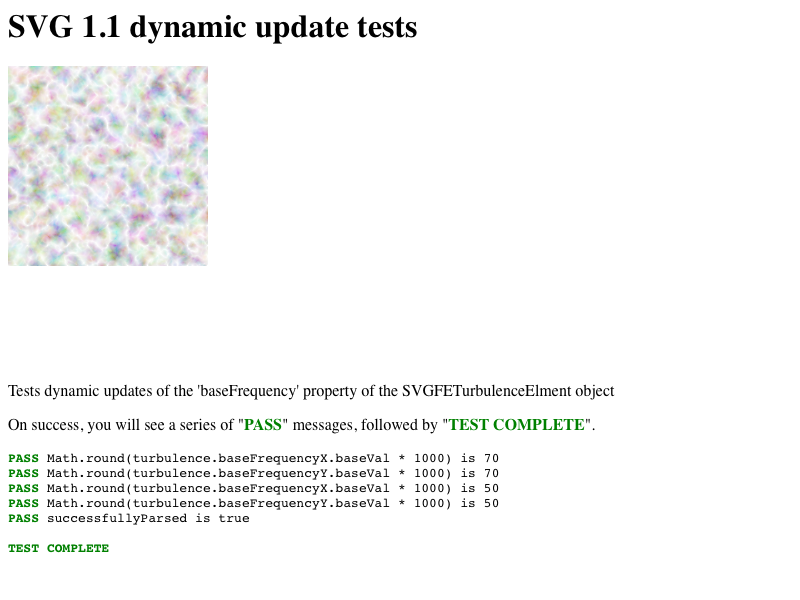 SVG 1.1 dynamic update tests
Tests dynamic updates of the 'baseFrequency' property of the SVGFETurbulenceElment object
On success, you will see a series of "PASS" messages, followed by "TEST COMPLETE".
PASS Math.round(turbulence.baseFrequencyX.baseVal * 1000) is 70
PASS Math.round(turbulence.baseFrequencyY.baseVal * 1000) is 70
PASS Math.round(turbulence.baseFrequencyX.baseVal * 1000) is 50
PASS Math.round(turbulence.baseFrequencyY.baseVal * 1000) is 50
PASS successfullyParsed is true
TEST COMPLETE